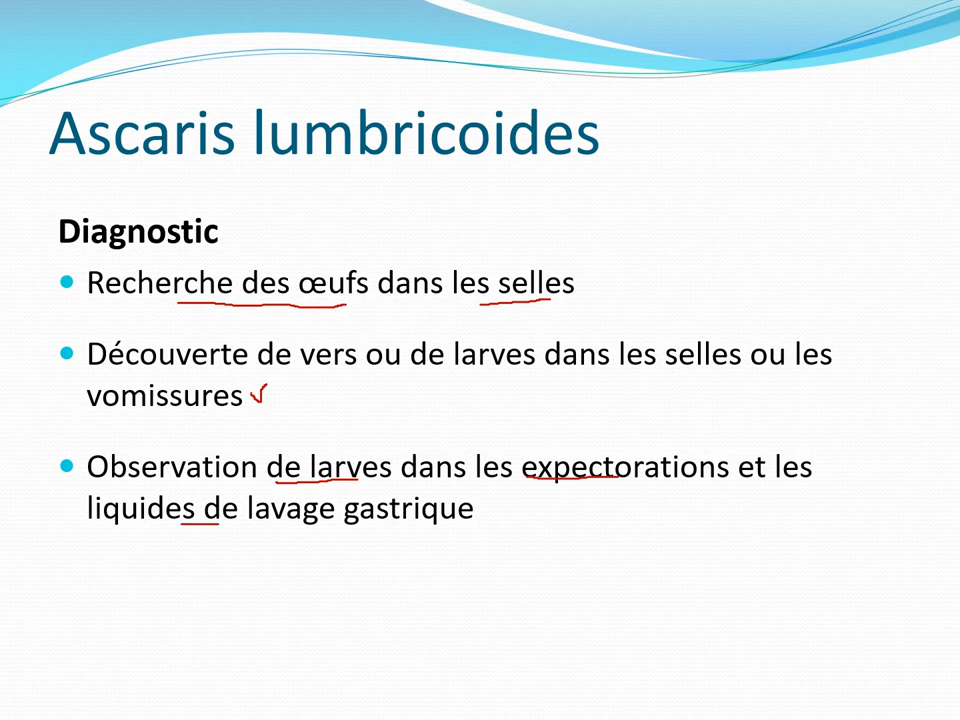 Ascaris lumbricoides
Diagnostic
Recherche des œufs dans les selles
Découverte de vers ou de larves dans les selles ou les
vomissures
Observation de larves dans les expectorations et les
liquides de lavage gastrique